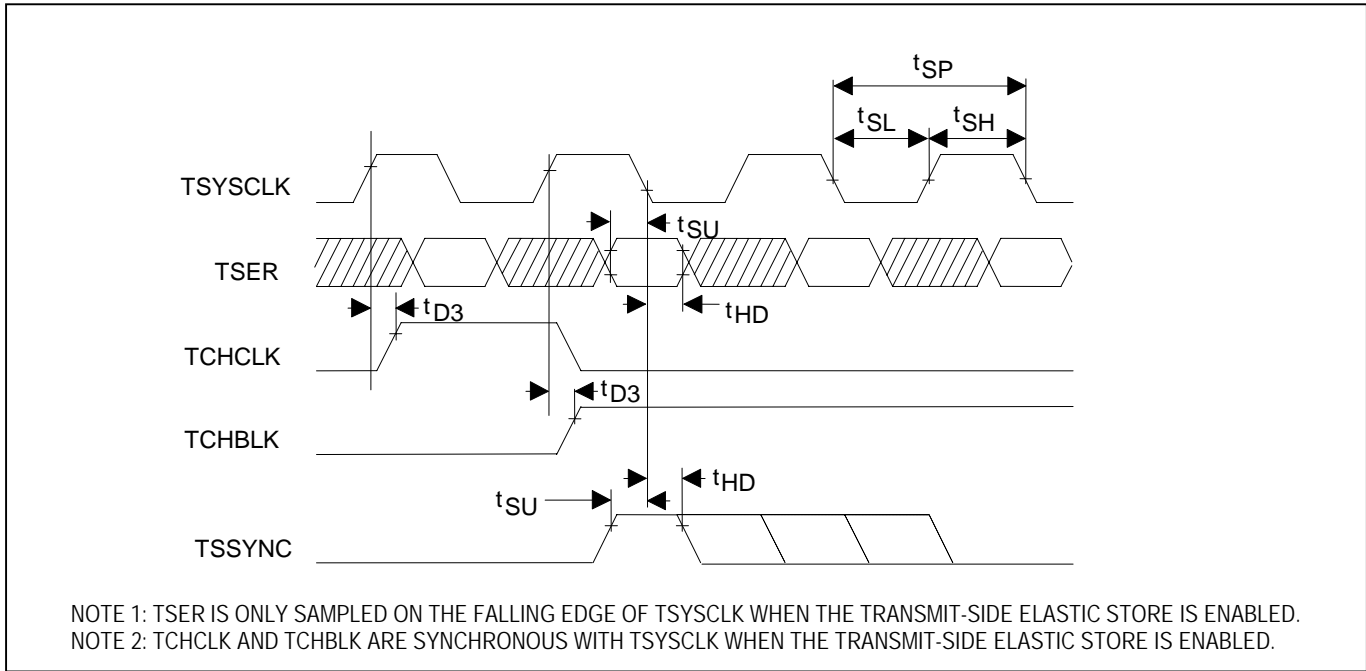 tSP
tSL tSH
TSYSCLK
tSU
TSER
tD3 tHD
TCHCLK
tD3
TCHBLK
tSU tHD
TSSYNC
NOTE 1: TSER IS ONLY SAMPLED ON THE FALLING EDGE OF TSYSCLK WHEN THE TRANSMIT-SIDE ELASTIC STORE IS ENABLED.
NOTE 2: TCHCLK AND TCHBLK ARE SYNCHRONOUS WITH TSYSCLK WHEN THE TRANSMIT-SIDE ELASTIC STORE IS ENABLED.